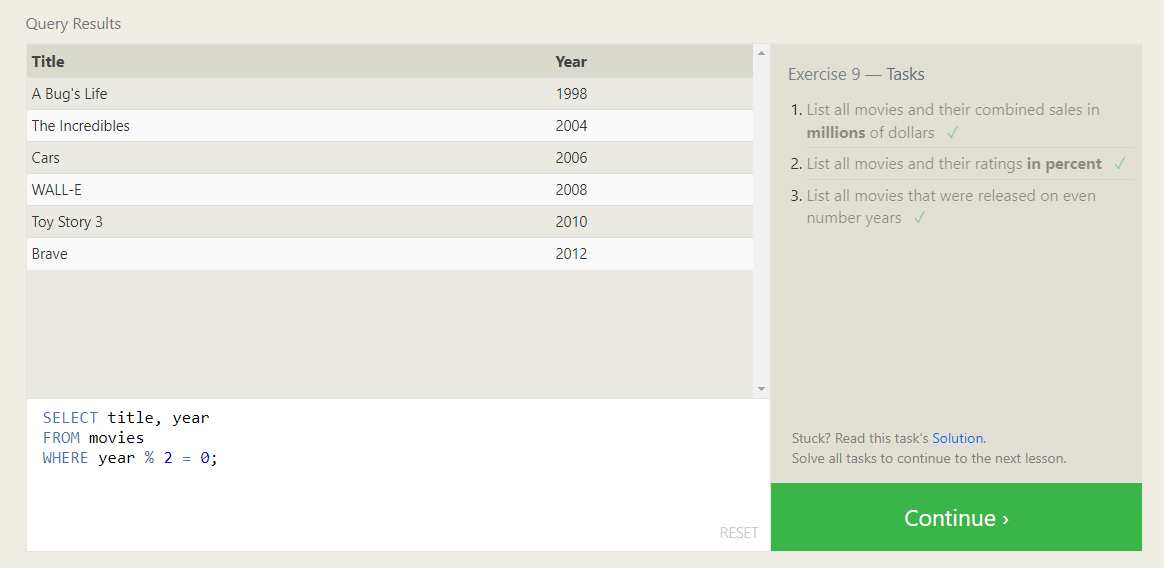 Query Results
Title Year
A Bug's Life 1998
The Incredibles 2004
Cars 2006
WALL-E 2008
Toy Story 3 2010
Brave 2012
SELECT title, year
FROM movies
WHERE year % 2 = 0;
RESET
Exercise 9 — Tasks
1. List all movies and their combined sales in
millions of dollars ✓
2. List all movies and their ratings in percent ✓
3. List all movies that were released on even
number years ✓
Stuck? Read this task's Solution.
Solve all tasks to continue to the next lesson.
Continue ›